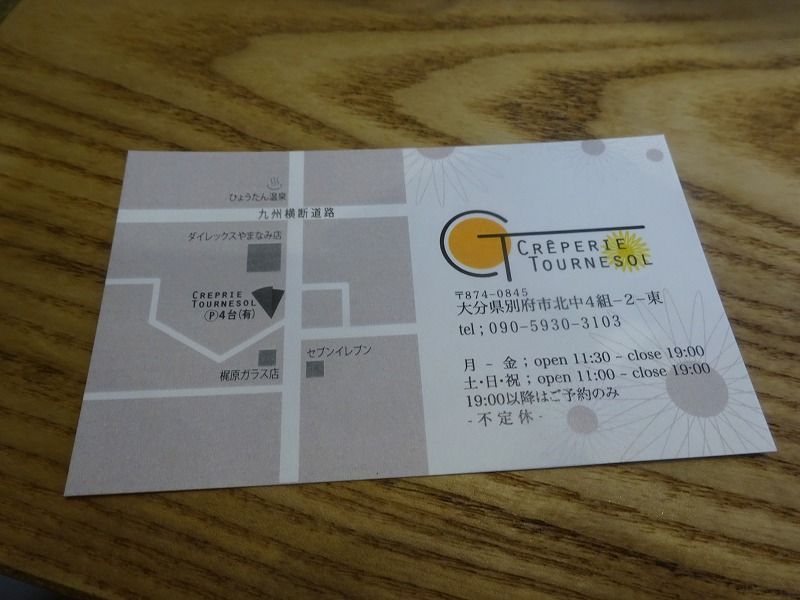 ひょうたん温泉
九州横断道路
ダイレックスやまなみ店
CREPRIE
TOURNESOL
Ⓟ4台(有)
セブンイレブン
梶原ガラス店
CT
CRÊPERIE
TOURNESOL
〒874-0845
大分県別府市北中4組-2-東
tel ; 090-5930-3103
月 - 金 ; open 11:30 - close 19:00
土・日・祝 ; open 11:00 - close 19:00
19:00以降はご予約のみ
- 不定休 -